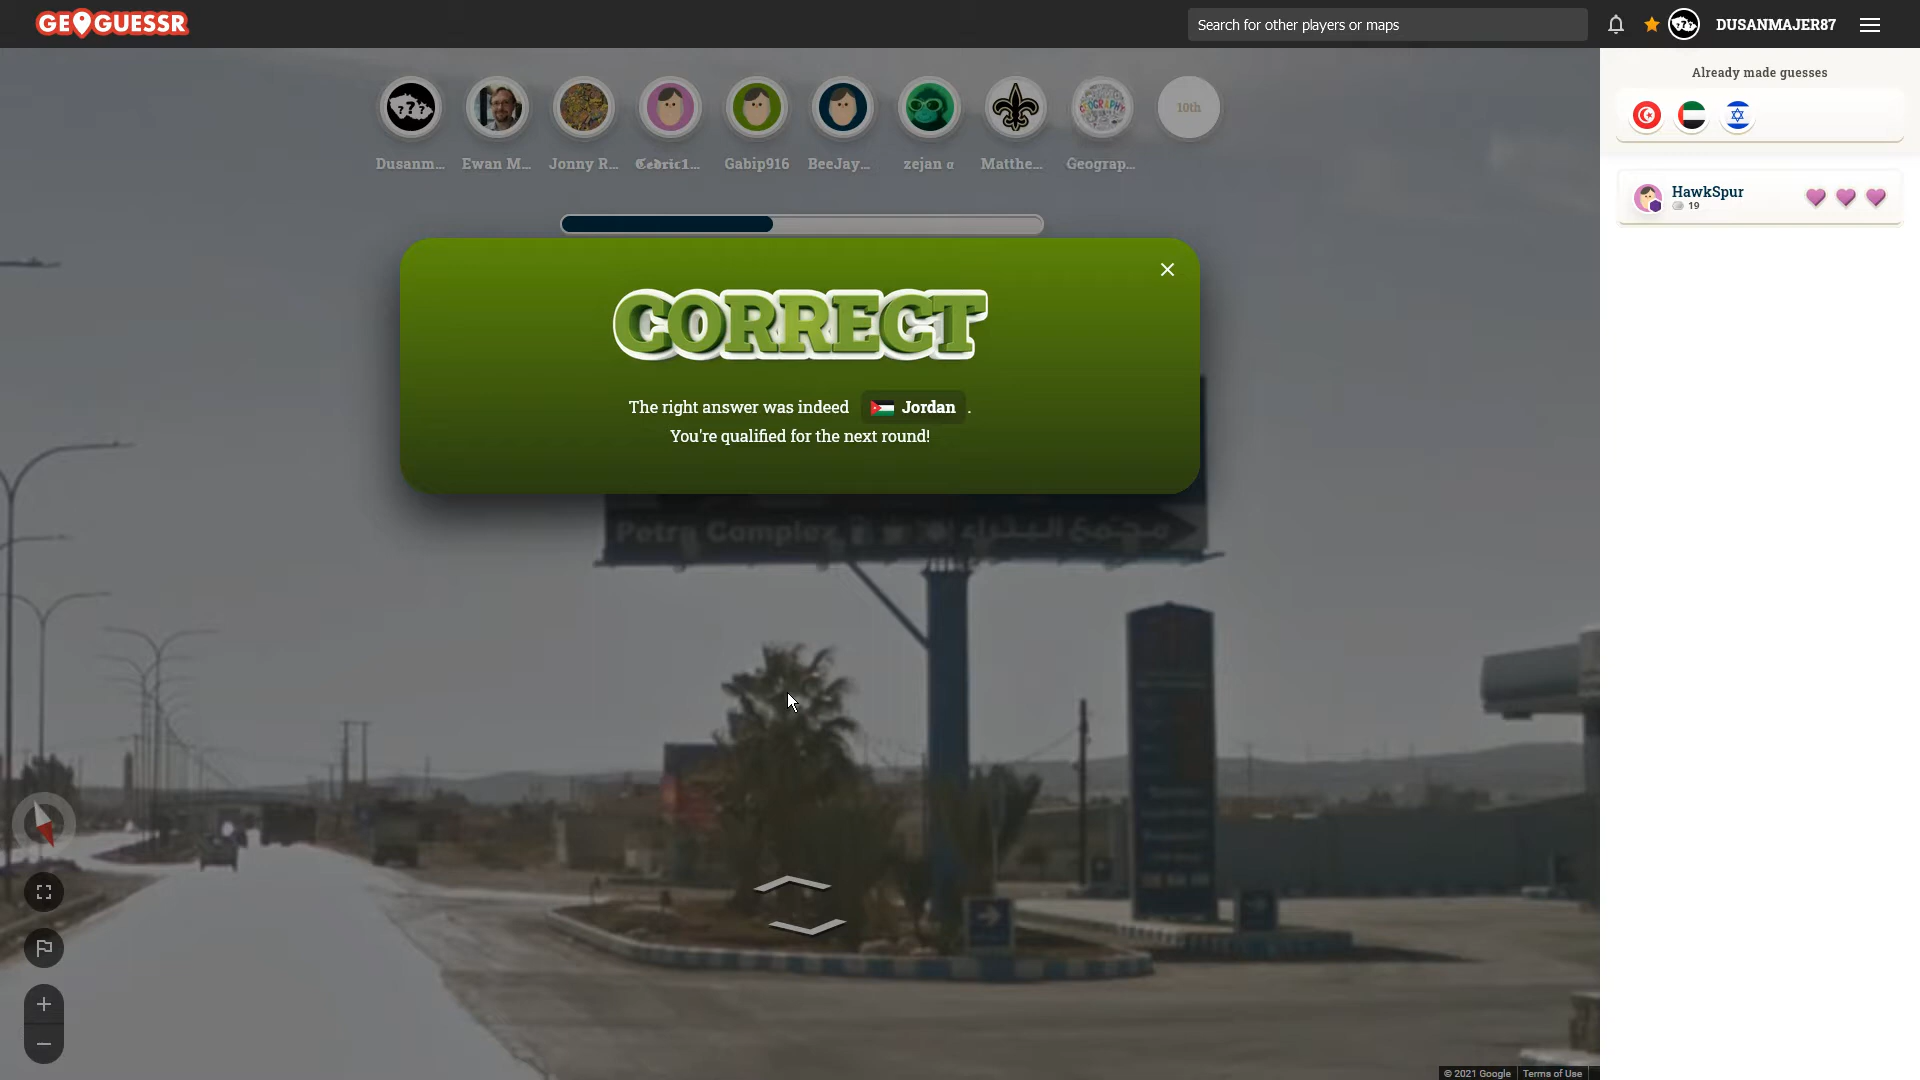 GEOGUESSR
Search for other players or maps
DUSANMAJER87
Already made guesses
HawkSpur
19
Dusanm...
Ewan M...
Jonny R...
𝕮𝖊𝖉𝖗𝖎𝖈1...
Gabip916
BeeJay...
zejan α
Matthe...
Geograp...
10th
CORRECT
The right answer was indeed Jordan .
You're qualified for the next round!
Petra Complex مجمع البتراء
© 2021 Google
Terms of Use